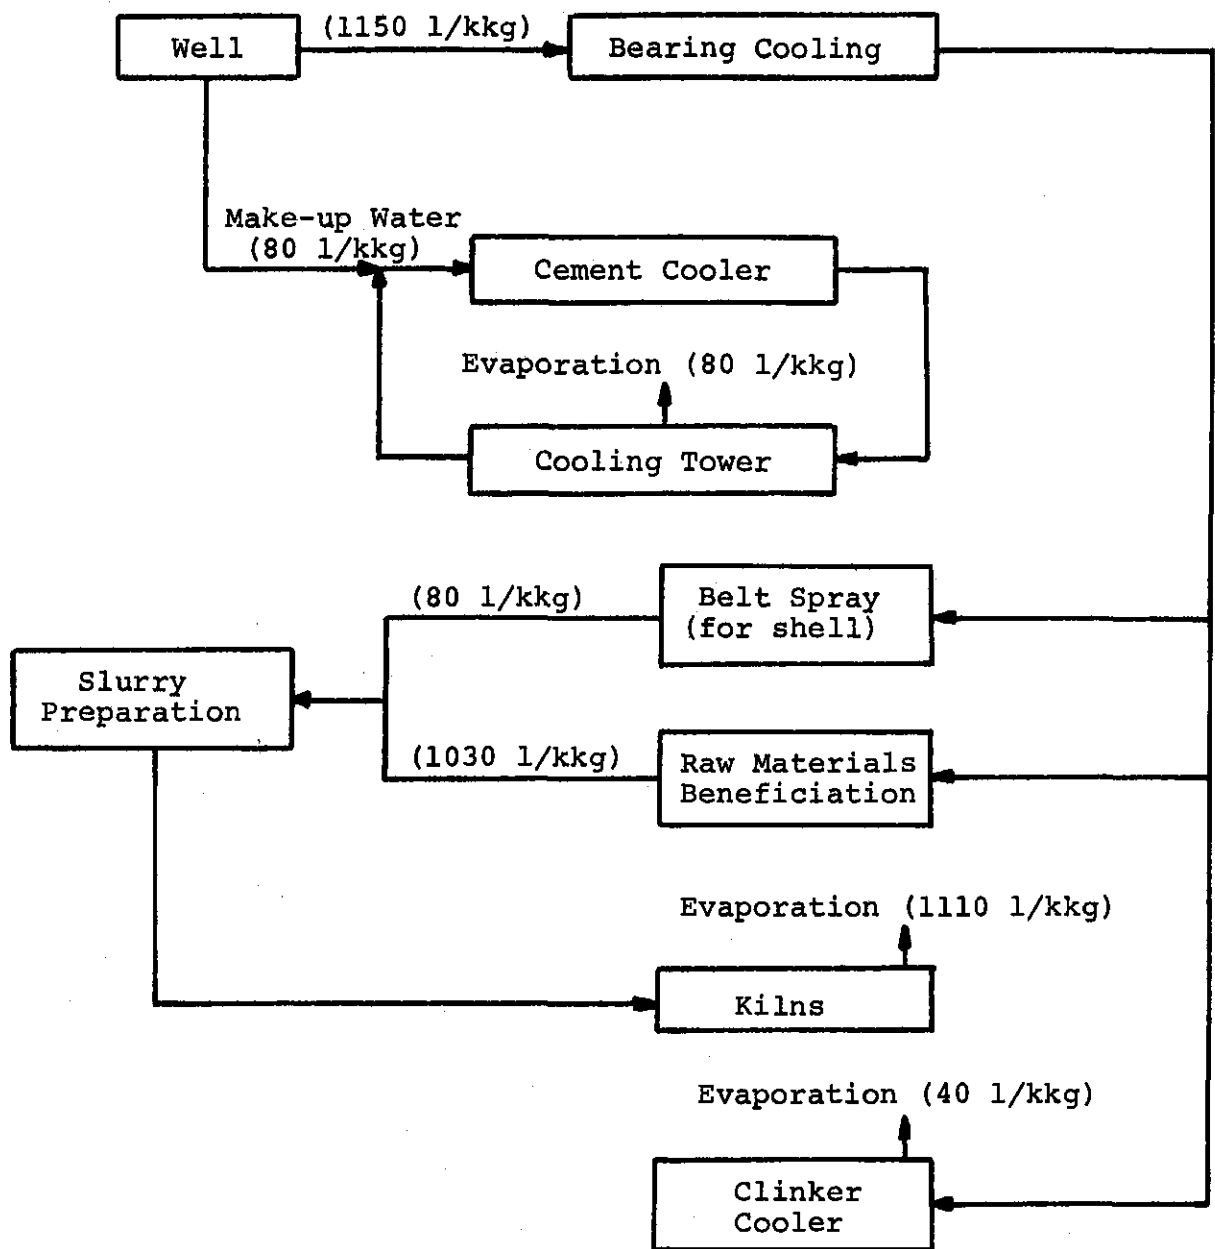 Well
(1150 l/kkg)
Bearing Cooling
Make-up Water
(80 l/kkg)
Cement Cooler
Evaporation (80 l/kkg)
Cooling Tower
(80 l/kkg)
Belt Spray
(for shell)
Slurry
Preparation
(1030 l/kkg)
Raw Materials
Beneficiation
Evaporation (1110 l/kkg)
Kilns
Evaporation (40 l/kkg)
Clinker
Cooler